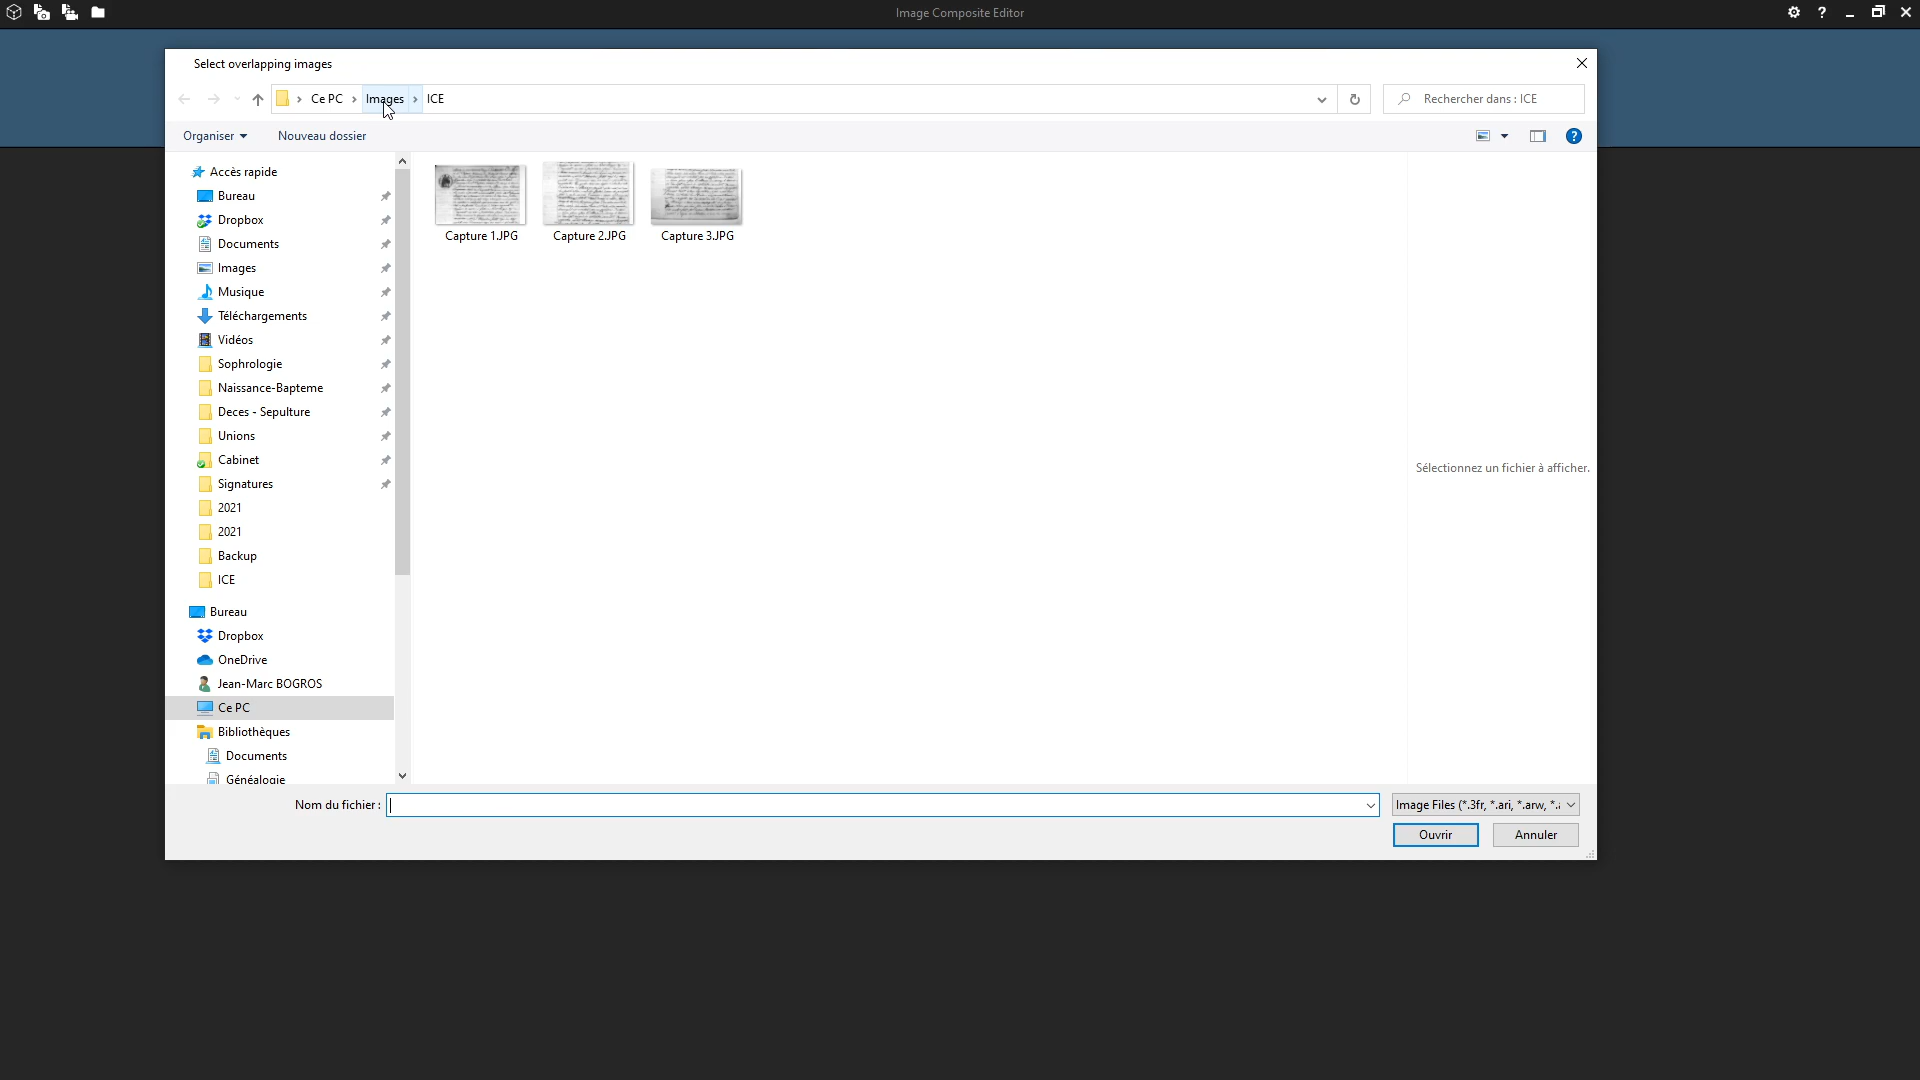 Image Composite Editor
Select overlapping images
Ce PC
Images
ICE
Rechercher dans : ICE
Organiser
Nouveau dossier
Accès rapide
Bureau
Dropbox
Documents
Images
Musique
Téléchargements
Vidéos
Sophrologie
Naissance-Bapteme
Deces - Sepulture
Unions
Cabinet
Signatures
2021
2021
Backup
ICE
Bureau
Dropbox
OneDrive
Jean-Marc BOGROS
Ce PC
Bibliothèques
Documents
Généalogie
Capture 1.JPG
Capture 2.JPG
Capture 3.JPG
Sélectionnez un fichier à afficher.
Nom du fichier :
Image Files (*.3fr, *.ari, *.arw, *.
Ouvrir
Annuler